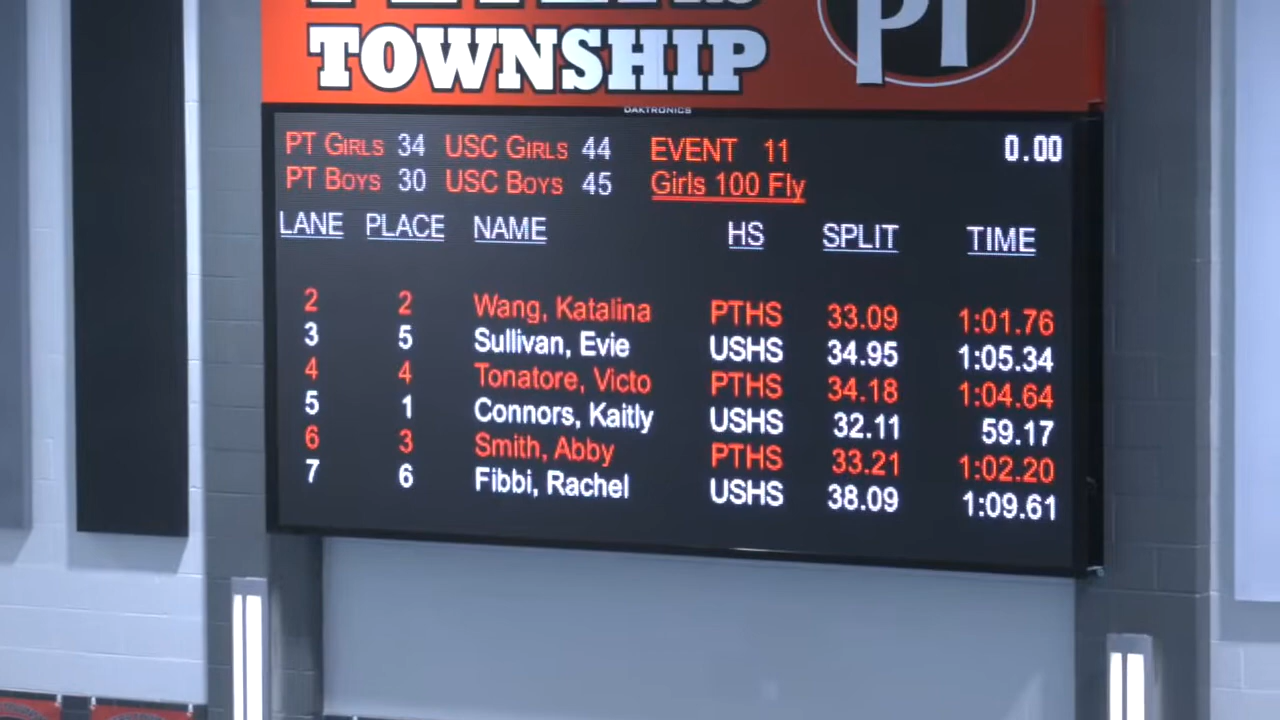 TOWNSHIP
PT
DAKTRONICS
PT GIRLS 34 USC GIRLS 44 EVENT 11 0.00
PT BOYS 30 USC BOYS 45 Girls 100 Fly
LANE PLACE NAME HS SPLIT TIME
2 2 Wang, Katalina PTHS 33.09 1:01.76
3 5 Sullivan, Evie USHS 34.95 1:05.34
4 4 Tonatore, Victo PTHS 34.18 1:04.64
5 1 Connors, Kaitly USHS 32.11 59.17
6 3 Smith, Abby PTHS 33.21 1:02.20
7 6 Fibbi, Rachel USHS 38.09 1:09.61